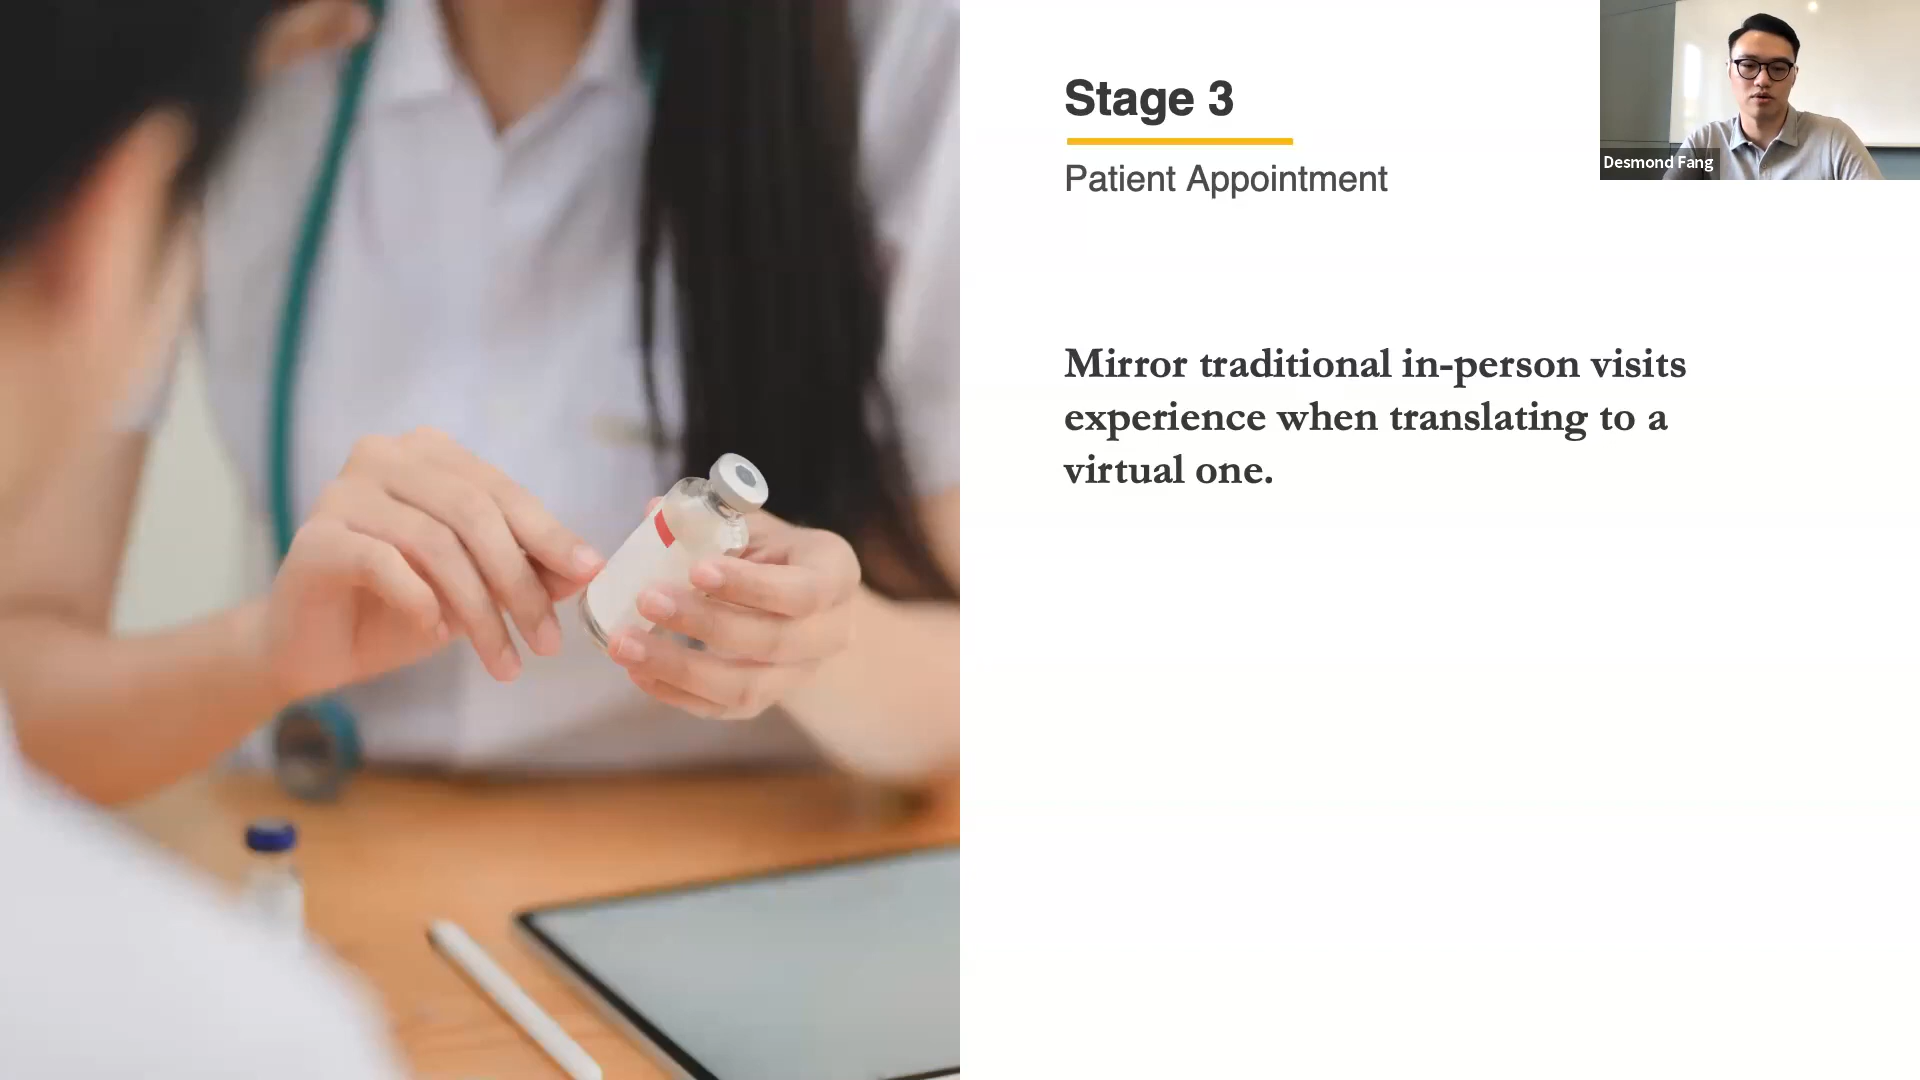 Stage 3
Patient Appointment
Desmond Fang
Mirror traditional in-person visits
experience when translating to a
virtual one.